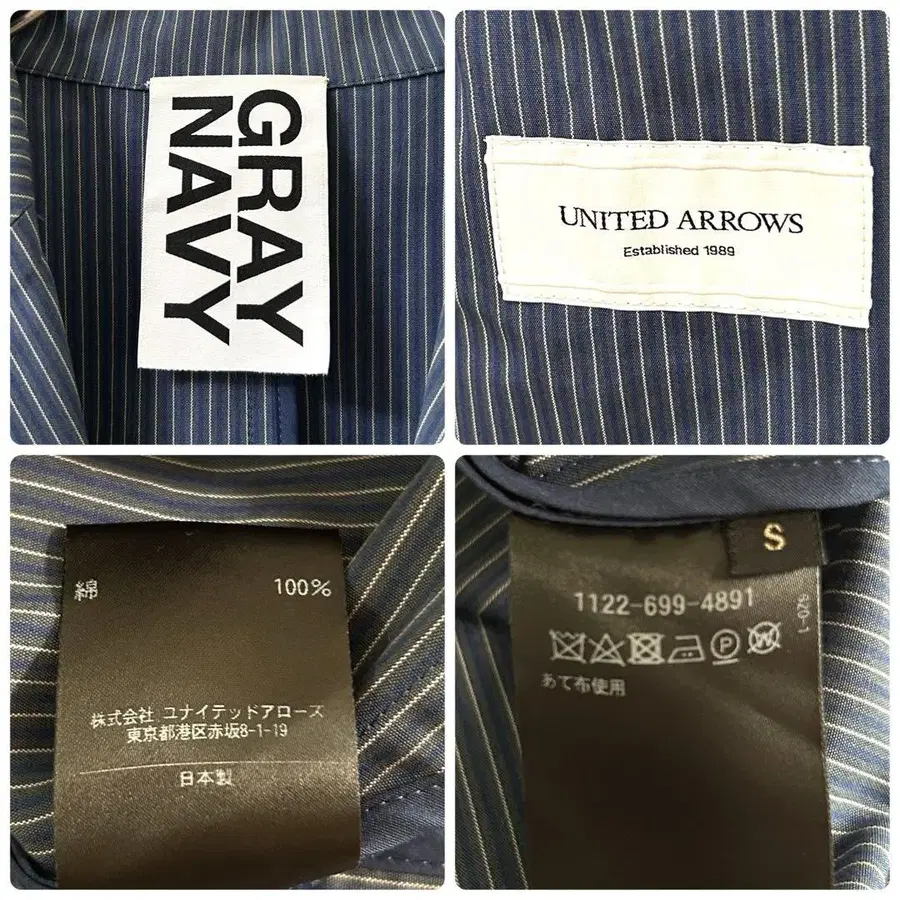 GRAY
NAVY
UNITED ARROWS
Established 1989
綿 100%
株式会社 ユナイテッドアローズ
東京都港区赤坂8-1-19
日本製
S
1122-699-4891
620-1
あて布使用